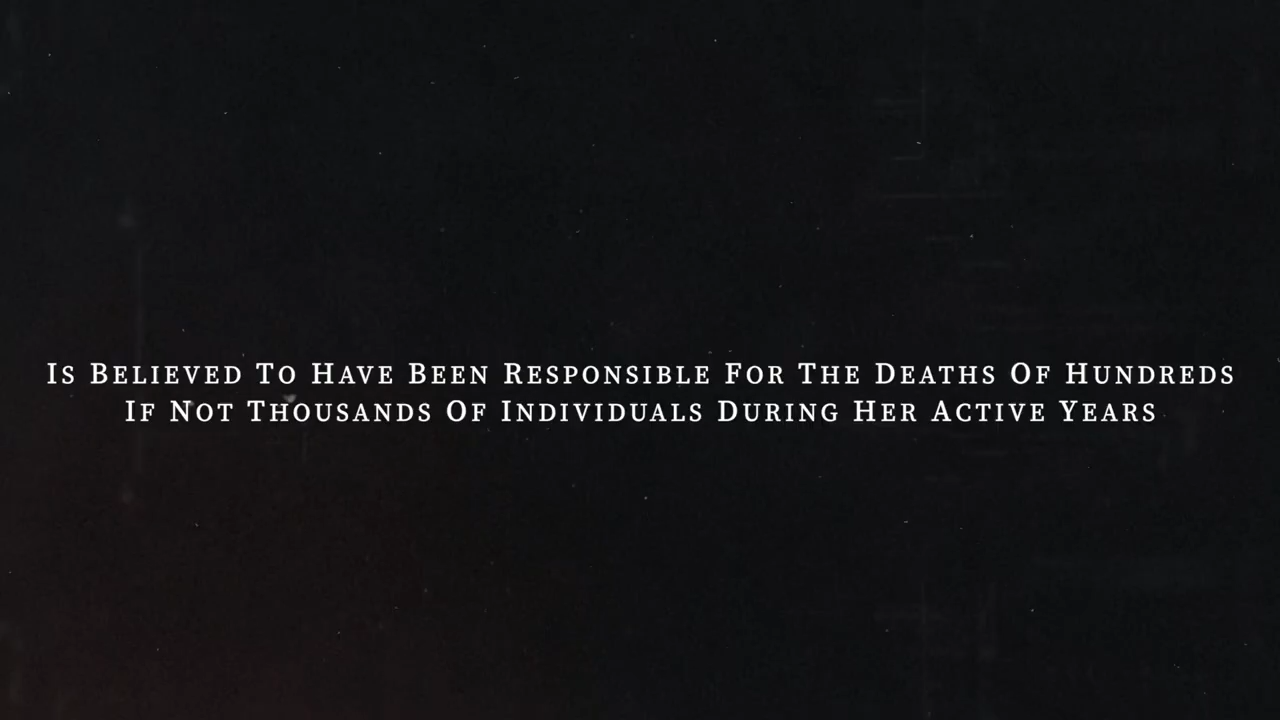 Is Believed To Have Been Responsible For The Deaths Of Hundreds
If Not Thousands Of Individuals During Her Active Years